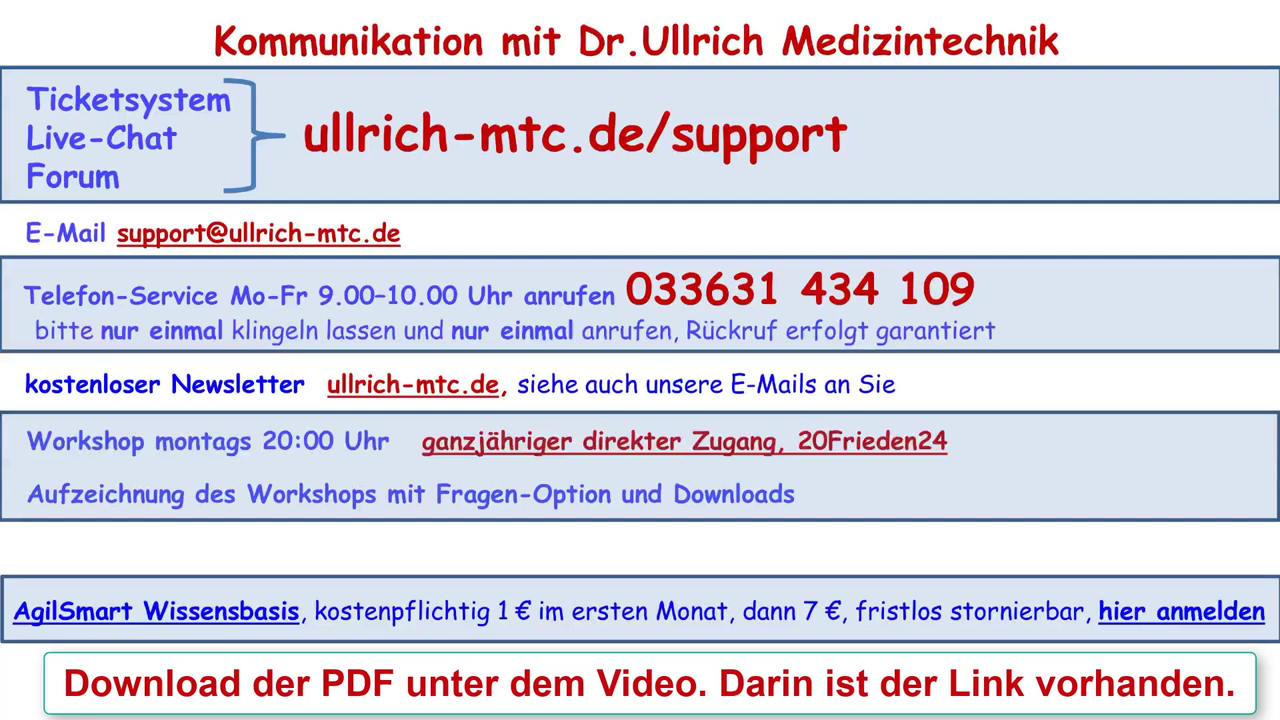 Kommunikation mit Dr.Ullrich Medizintechnik
Ticketsystem
Live-Chat
Forum
ullrich-mtc.de/support
E-Mail support@ullrich-mtc.de
Telefon-Service Mo-Fr 9.00–10.00 Uhr anrufen 033631 434 109
bitte nur einmal klingeln lassen und nur einmal anrufen, Rückruf erfolgt garantiert
kostenloser Newsletter ullrich-mtc.de, siehe auch unsere E-Mails an Sie
Workshop montags 20:00 Uhr ganzjähriger direkter Zugang, 20Frieden24
Aufzeichnung des Workshops mit Fragen-Option und Downloads
AgilSmart Wissensbasis, kostenpflichtig 1 € im ersten Monat, dann 7 €, fristlos stornierbar, hier anmelden
Download der PDF unter dem Video. Darin ist der Link vorhanden.